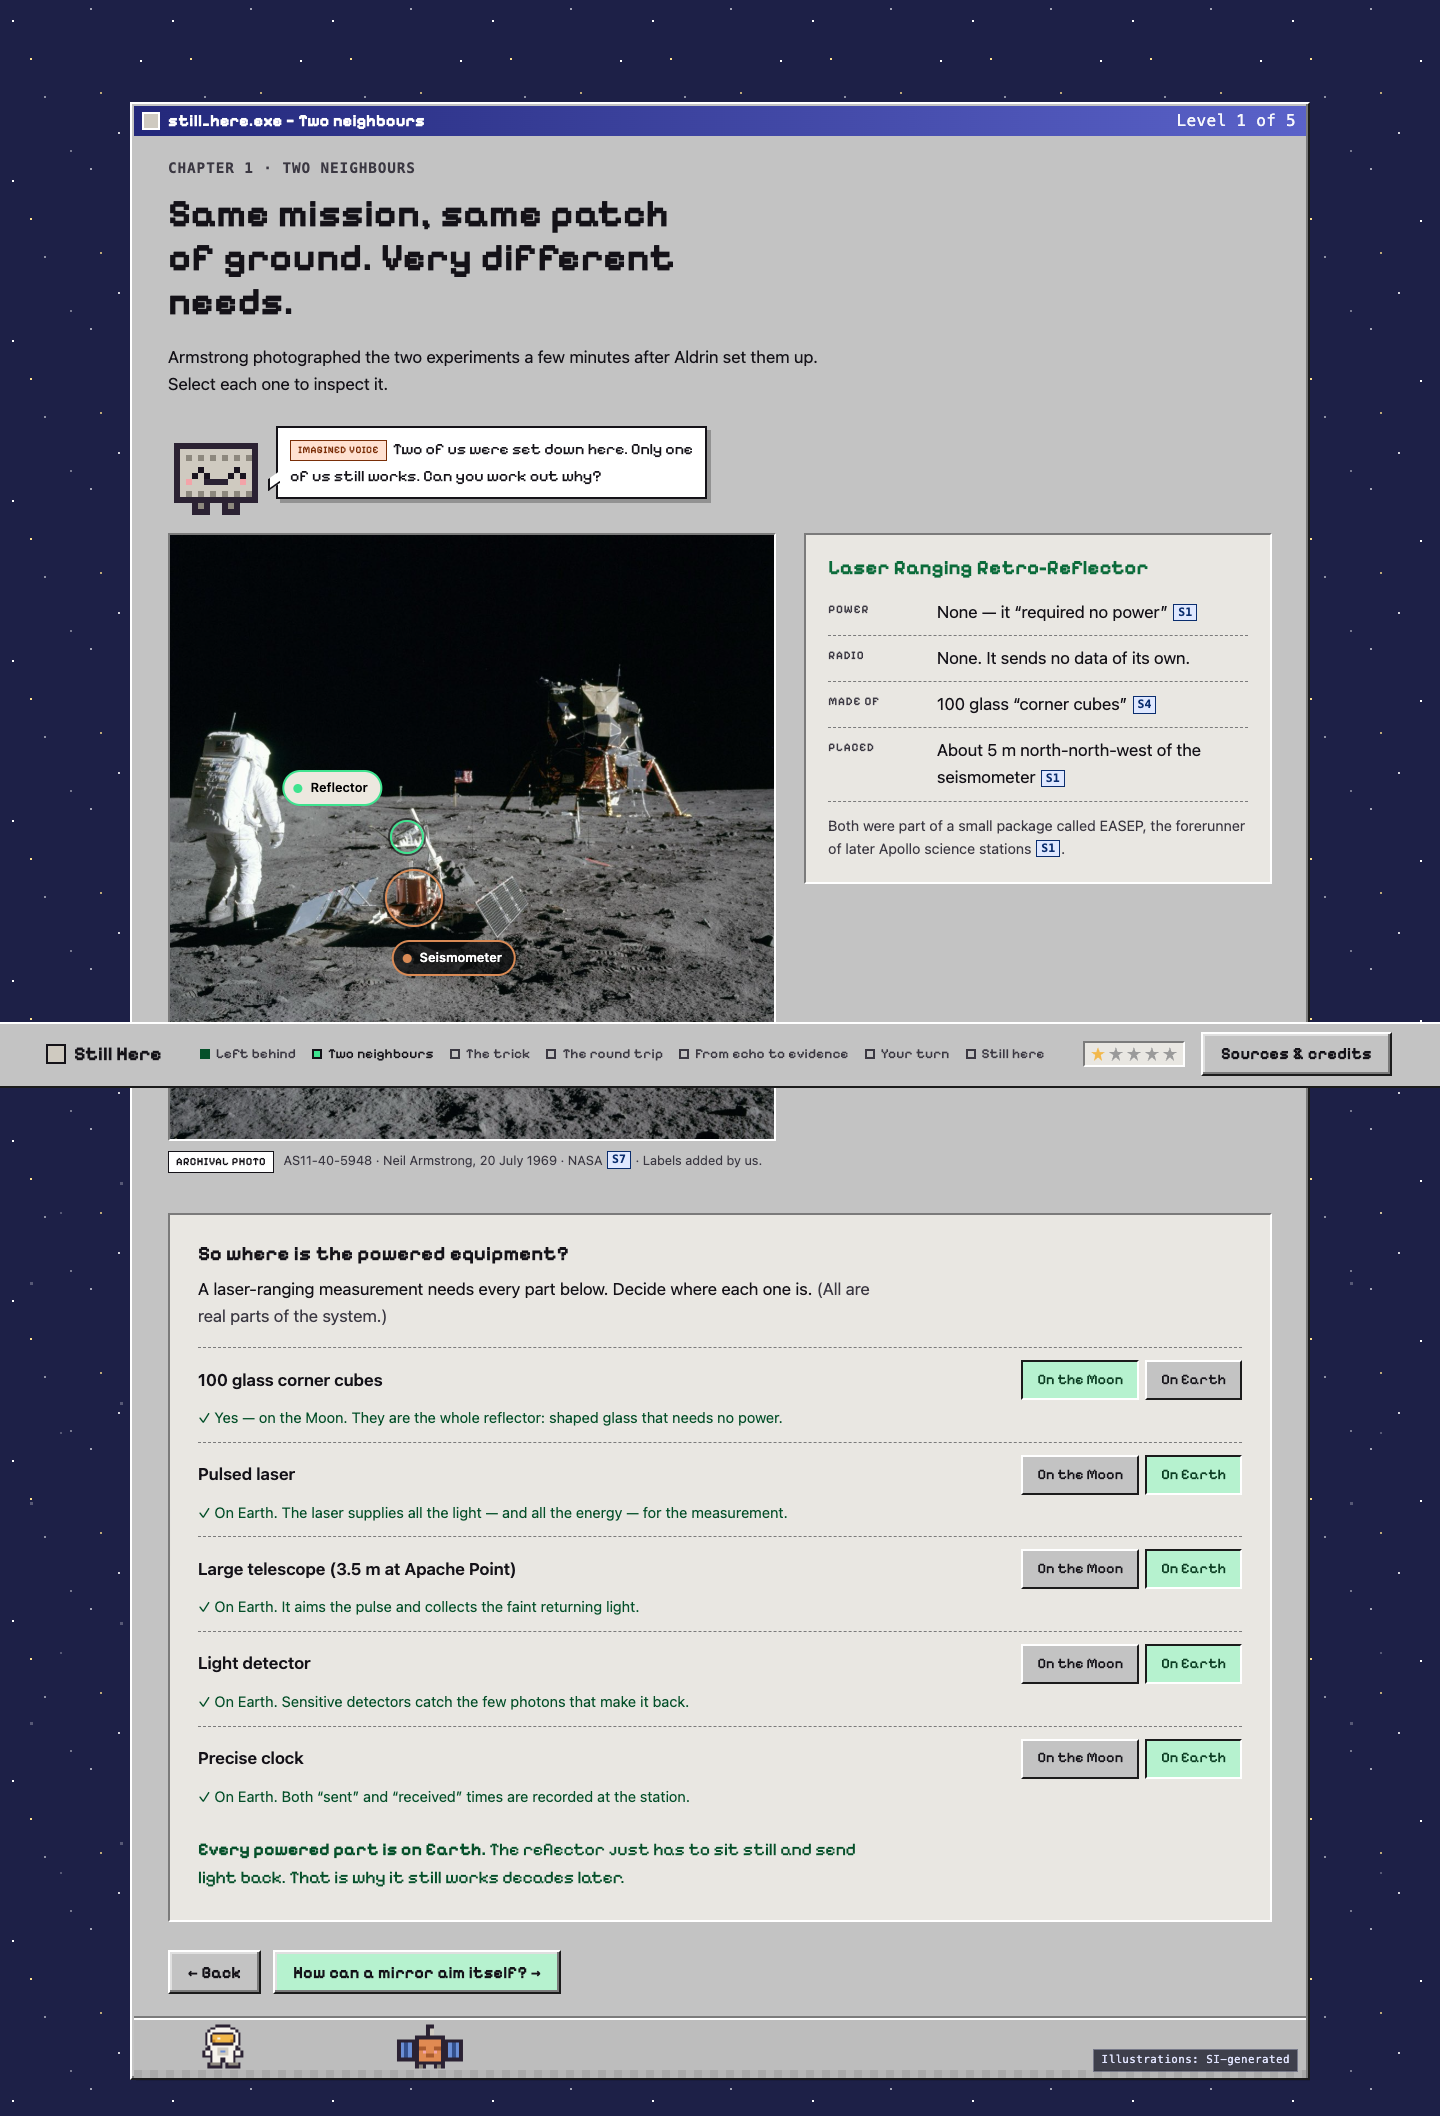 still_here.exe – Two neighbours
Level 1 of 5
CHAPTER 1 · TWO NEIGHBOURS
Same mission, same patch
of ground. Very different
needs.
Armstrong photographed the two experiments a few minutes after Aldrin set them up.
Select each one to inspect it.
IMAGINED VOICE Two of us were set down here. Only one
of us still works. Can you work out why?
Reflector
Seismometer
Laser Ranging Retro-Reflector
POWER None — it “required no power” S1
RADIO None. It sends no data of its own.
MADE OF 100 glass “corner cubes” S4
PLACED About 5 m north-north-west of the
seismometer S1
Both were part of a small package called EASEP, the forerunner
of later Apollo science stations S1.
Still Here
Left behind
Two neighbours
The trick
The round trip
From echo to evidence
Your turn
Still here
★★★★★
Sources & credits
ARCHIVAL PHOTO AS11-40-5948 · Neil Armstrong, 20 July 1969 · NASA S7 · Labels added by us.
So where is the powered equipment?
A laser-ranging measurement needs every part below. Decide where each one is. (All are
real parts of the system.)
100 glass corner cubes
On the Moon
On Earth
✓ Yes — on the Moon. They are the whole reflector: shaped glass that needs no power.
Pulsed laser
On the Moon
On Earth
✓ On Earth. The laser supplies all the light — and all the energy — for the measurement.
Large telescope (3.5 m at Apache Point)
On the Moon
On Earth
✓ On Earth. It aims the pulse and collects the faint returning light.
Light detector
On the Moon
On Earth
✓ On Earth. Sensitive detectors catch the few photons that make it back.
Precise clock
On the Moon
On Earth
✓ On Earth. Both “sent” and “received” times are recorded at the station.
Every powered part is on Earth. The reflector just has to sit still and send
light back. That is why it still works decades later.
← Back
How can a mirror aim itself? →
Illustrations: SI-generated